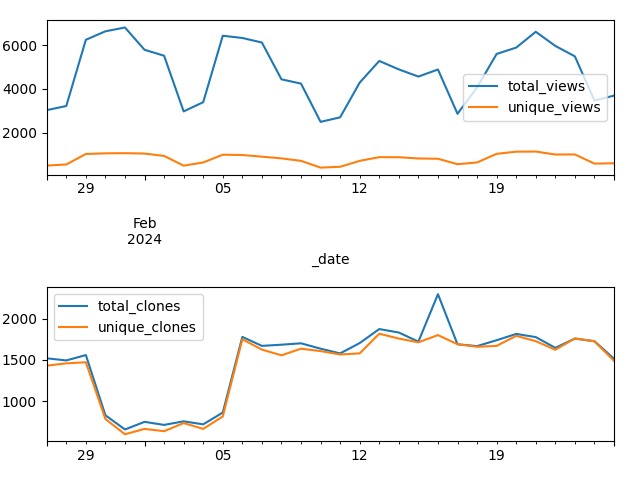 6000
4000
2000
total_views
unique_views
29
05
12
19
Feb
2024
_date
total_clones
unique_clones
2000
1500
1000
29
05
12
19